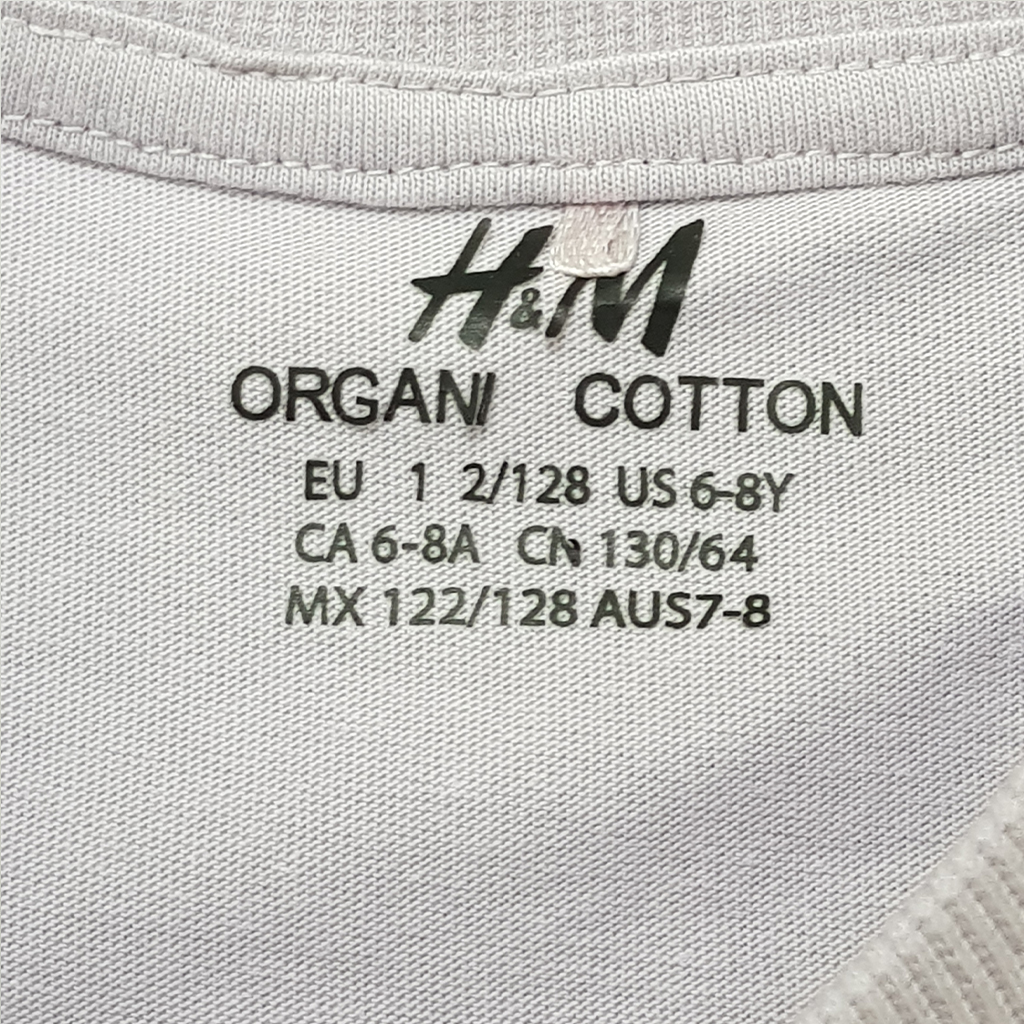 H&M
ORGANI COTTON
EU 1 2/128 US 6-8Y
CA 6-8A CN 130/64
MX 122/128 AUS7-8